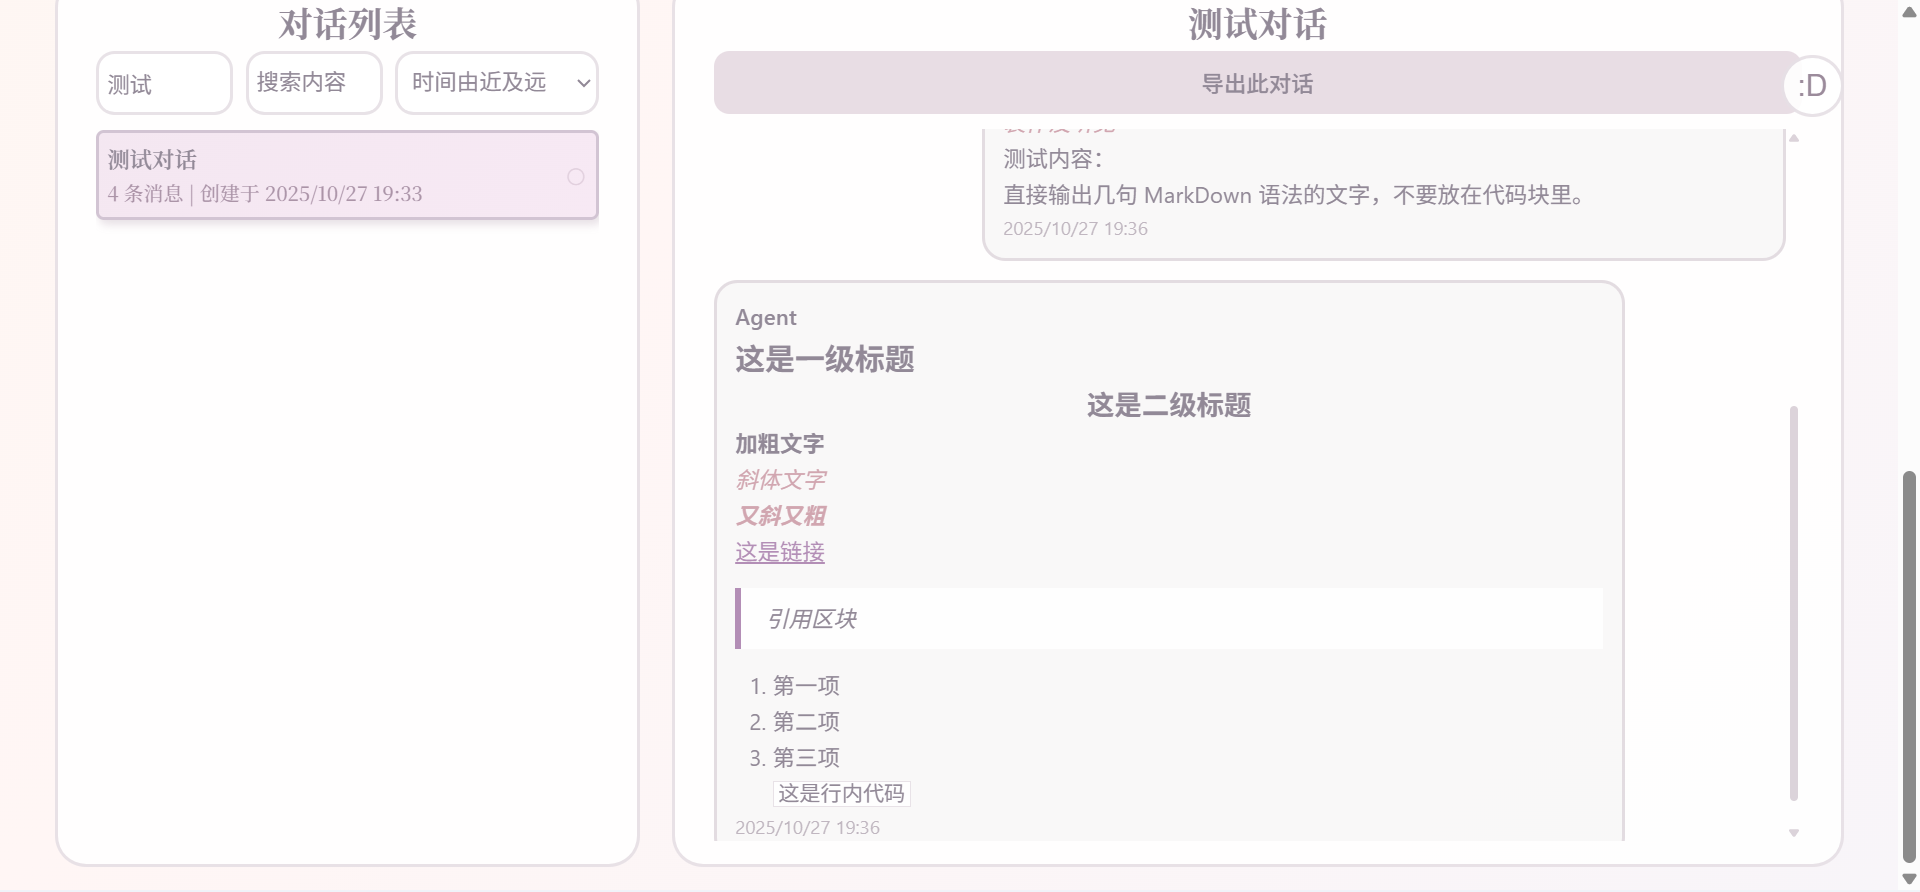 对话列表
测试
搜索内容
时间由近及远
测试对话
4 条消息 | 创建于 2025/10/27 19:33
测试对话
导出此对话
:D
测试内容：
直接输出几句 MarkDown 语法的文字，不要放在代码块里。
2025/10/27 19:36
Agent
这是一级标题
这是二级标题
加粗文字
斜体文字
又斜又粗
这是链接
引用区块
1. 第一项
2. 第二项
3. 第三项
这是行内代码
2025/10/27 19:36